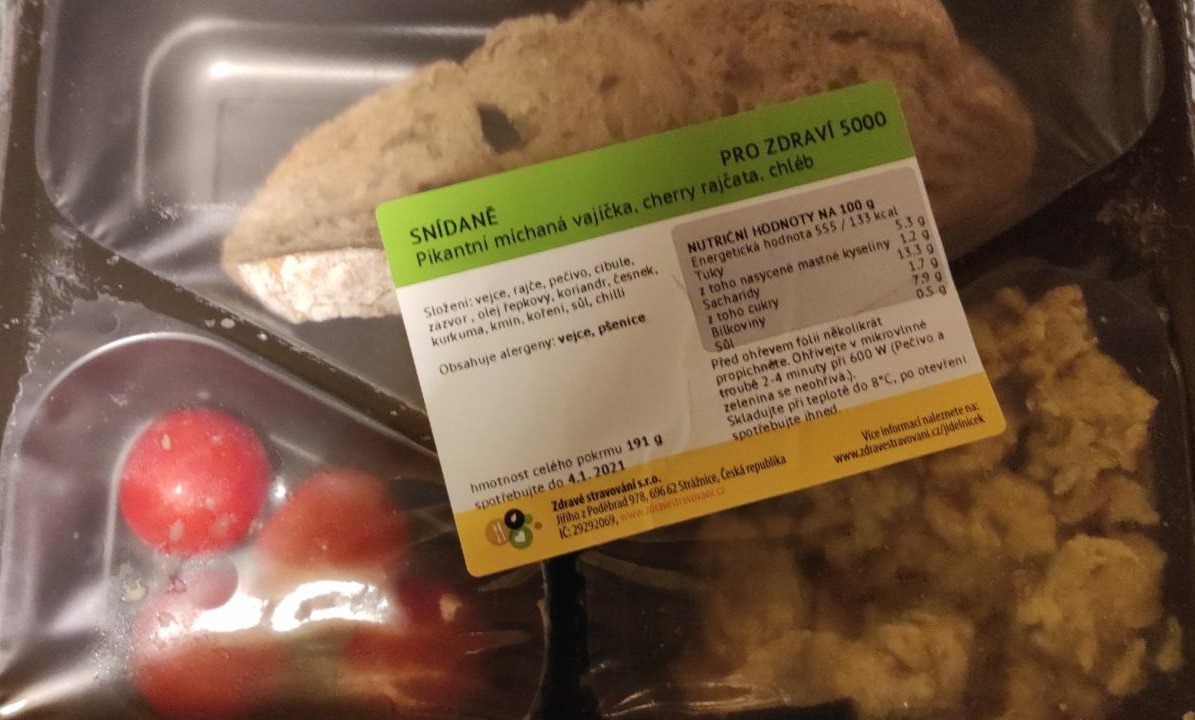 PRO ZDRAVÍ 5000
SNÍDANĚ
Pikantní míchaná vajíčka, cherry rajčata, chléb
Složení: vejce, rajče, pečivo, cibule,
zázvor , olej řepkový, koriandr, česnek,
kurkuma, kmín, koření, sůl, chilli
Obsahuje alergeny: vejce, pšenice
hmotnost celého pokrmu 191 g
spotřebujte do 4.1. 2021
NUTRIČNÍ HODNOTY NA 100 g
Energetická hodnota 555 / 133 kcal
Tuky 5.3 g
z toho nasycené mastné kyseliny 1.2 g
Sacharidy 13.3 g
z toho cukry 1.7 g
Bílkoviny 7.9 g
Sůl 0.5 g
Před ohřevem fólii několikrát
propíchněte. Ohřívejte v mikrovlnné
troubě 2-4 minuty při 600 W (Pečivo a
zelenina se neohřívá.).
Skladujte při teplotě do 8°C, po otevření
spotřebujte ihned.
Zdravé stravování s.r.o.
Jiřího z Poděbrad 978, 696 62 Strážnice, Česká republika
IČ: 29292069, www.zdravestravovani.cz
Více informací naleznete na:
www.zdravestravovani.cz/jidelnicek